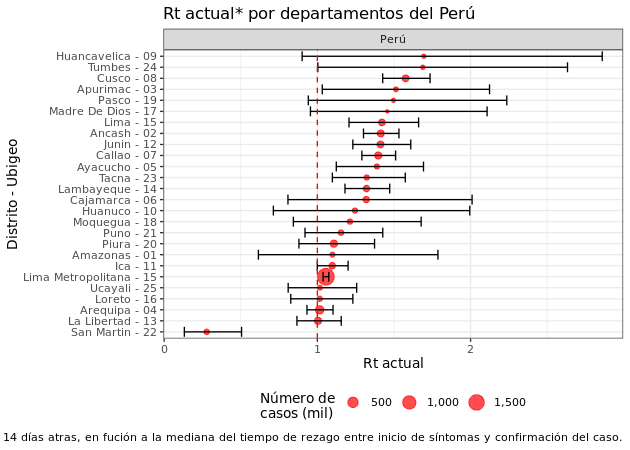 Rt actual* por departamentos del Perú
Perú
Distrito - Ubigeo
Huancavelica - 09
Tumbes - 24
Cusco - 08
Apurimac - 03
Pasco - 19
Madre De Dios - 17
Lima - 15
Ancash - 02
Junin - 12
Callao - 07
Ayacucho - 05
Tacna - 23
Lambayeque - 14
Cajamarca - 06
Huanuco - 10
Moquegua - 18
Puno - 21
Piura - 20
Amazonas - 01
Ica - 11
Lima Metropolitana - 15
Ucayali - 25
Loreto - 16
Arequipa - 04
La Libertad - 13
San Martin - 22
0 1 2
Rt actual
Número de
casos (mil)
500 1,000 1,500
14 días atras, en fución a la mediana del tiempo de rezago entre inicio de síntomas y confirmación del caso.